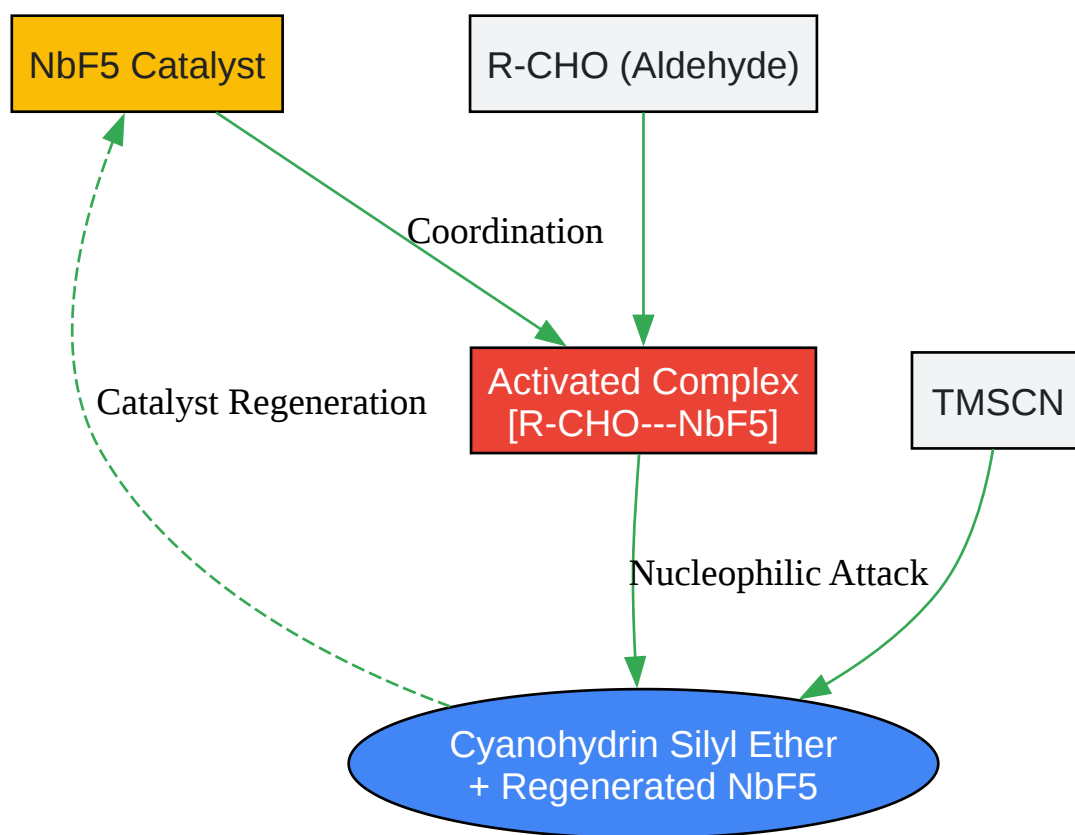 NbF5 Catalyst
R-CHO (Aldehyde)
Coordination
Activated Complex
[R-CHO---NbF5]
TMSCN
Catalyst Regeneration
Nucleophilic Attack
Cyanohydrin Silyl Ether
+ Regenerated NbF5